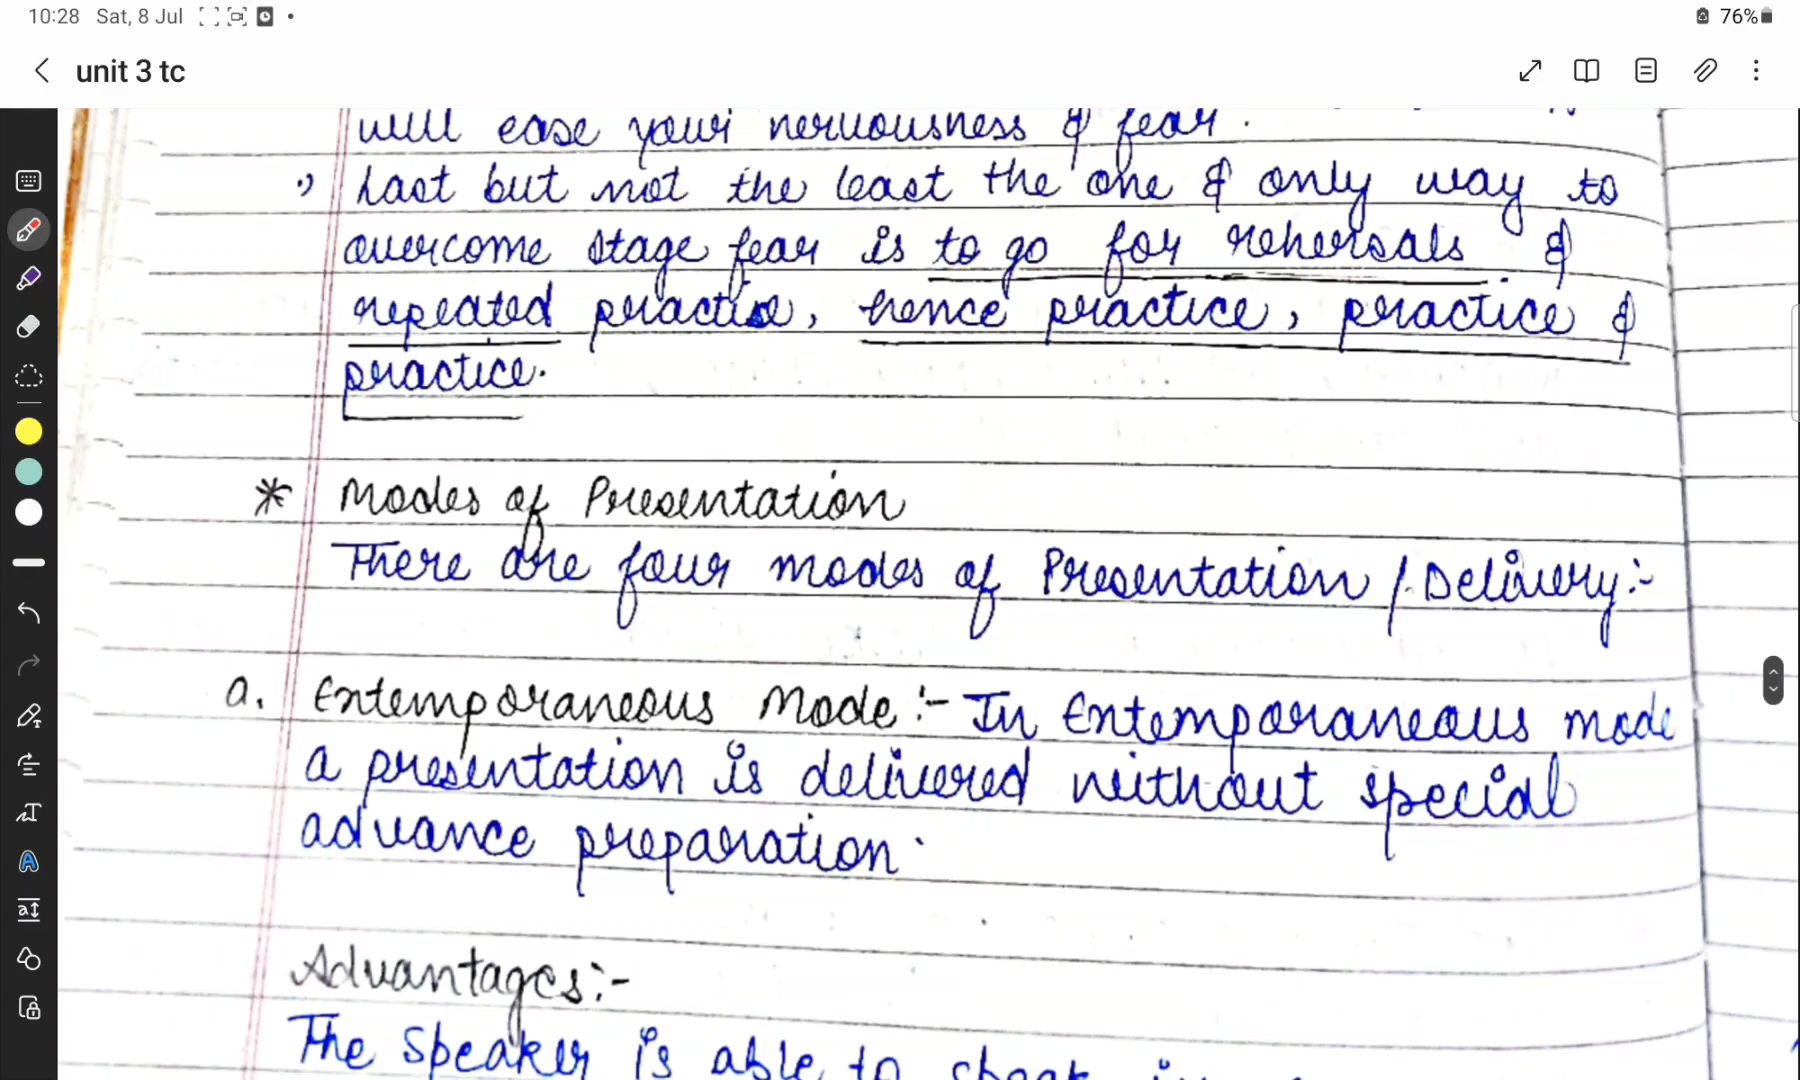 10:28 Sat, 8 Jul
76%
unit 3 tc
will ease your nervousness & fear.
Last but not the least the one & only way to
overcome stage fear is to go for rehersals &
repeated practise, hence practice, practice &
practice.
* Modes of Presentation
There are four modes of Presentation / Delivery:-
a. Extemporaneous Mode:- In Extemporaneous mode
a presentation is delivered without special
advance preparation.
Advantages:-
The speaker is able to speak